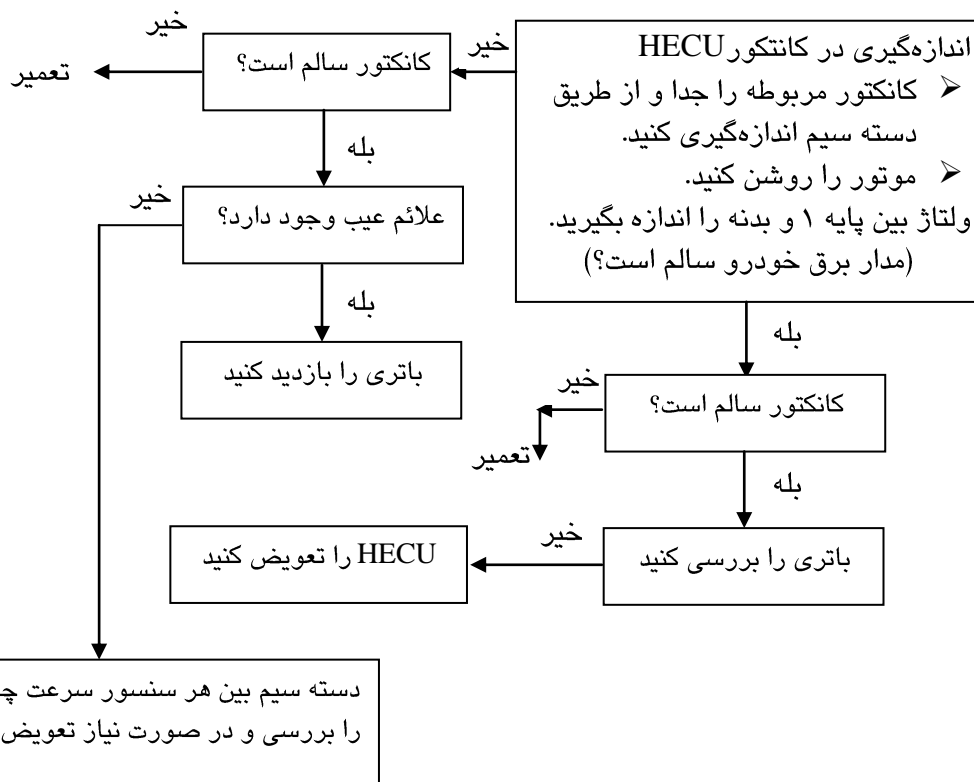 اندازه‌گیری در کانتکور HECU
➢ کانکتور مربوطه را جدا و از طریق
دسته سیم اندازه‌گیری کنید.
➢ موتور را روشن کنید.
ولتاژ بین پایه ۱ و بدنه را اندازه بگیرید.
(مدار برق خودرو سالم است؟)
خیر
کانکتور سالم است؟
خیر
تعمیر
بله
علائم عیب وجود دارد؟
خیر
بله
باتری را بازدید کنید
بله
کانکتور سالم است؟
خیر
تعمیر
بله
باتری را بررسی کنید
خیر
HECU را تعویض کنید
دسته سیم بین هر سنسور سرعت
را بررسی و در صورت نیاز تعویض